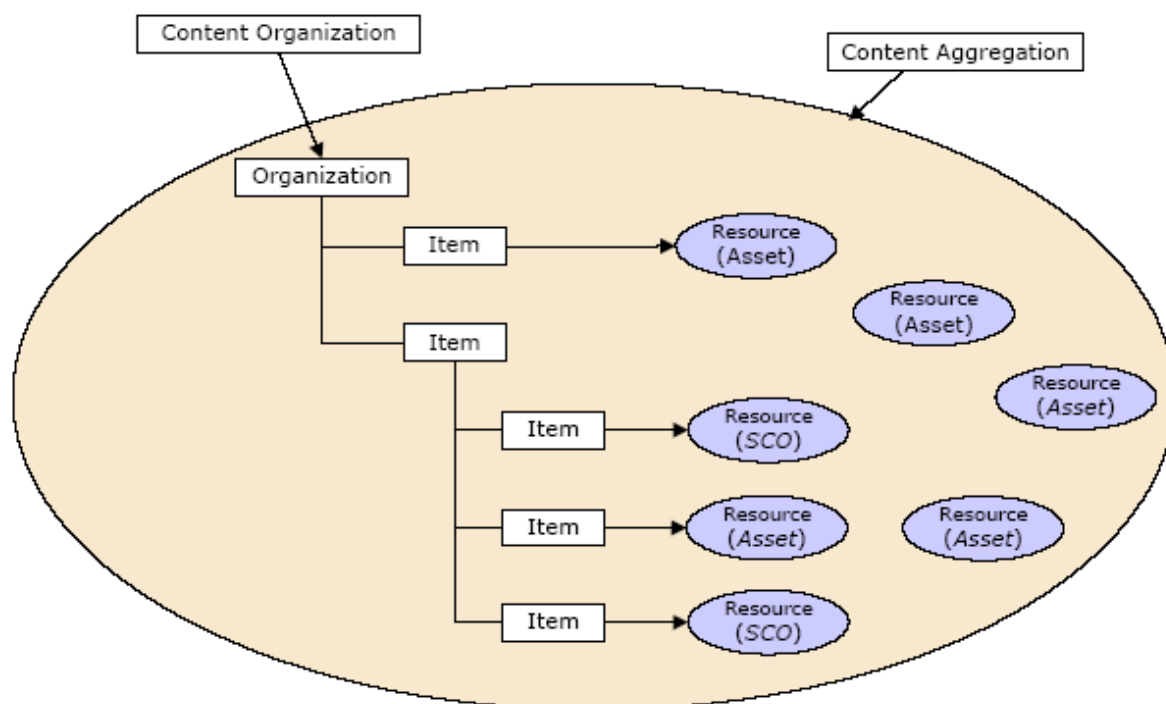 Content Organization
Content Aggregation
Organization
Item
Resource
(Asset)
Resource
(Asset)
Item
Resource
(Asset)
Item
Resource
(SCO)
Item
Resource
(Asset)
Resource
(Asset)
Item
Resource
(SCO)